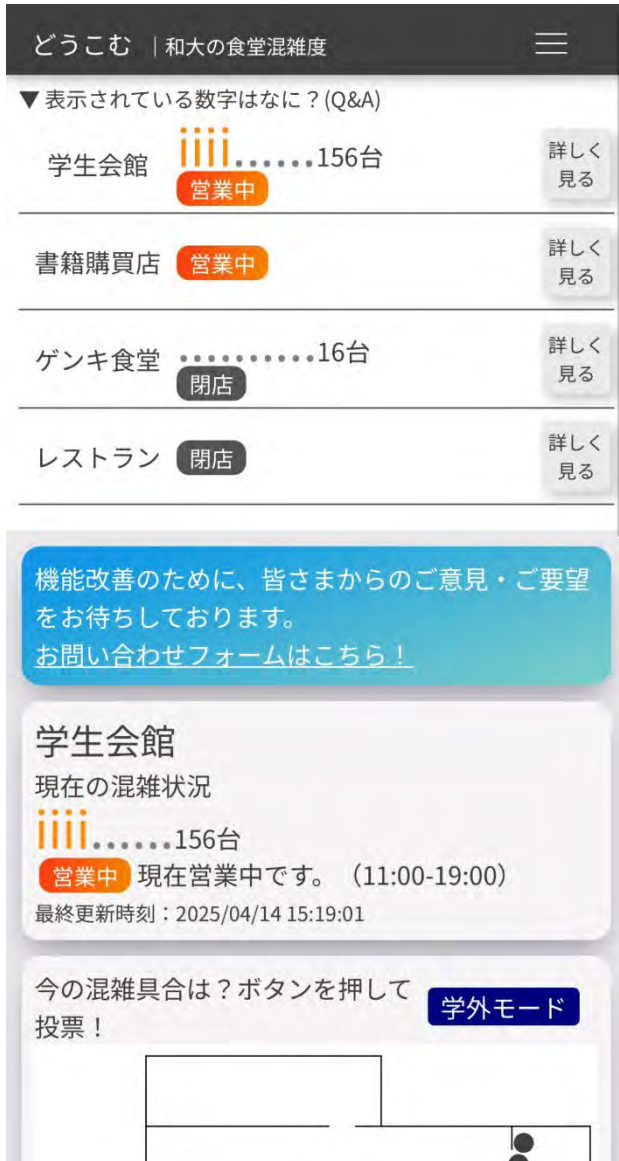 どうこむ |和大の食堂混雑度
▼ 表示されている数字はなに？(Q&A)
学生会館 iiii......156台
営業中
詳しく
見る
書籍購買店 営業中
詳しく
見る
ゲンキ食堂 ..........16台
閉店
詳しく
見る
レストラン 閉店
詳しく
見る
機能改善のために、皆さまからのご意見・ご要望
をお待ちしております。
お問い合わせフォームはこちら！
学生会館
現在の混雑状況
iiii......156台
営業中 現在営業中です。（11:00-19:00）
最終更新時刻：2025/04/14 15:19:01
今の混雑具合は？ボタンを押して
投票！
学外モード